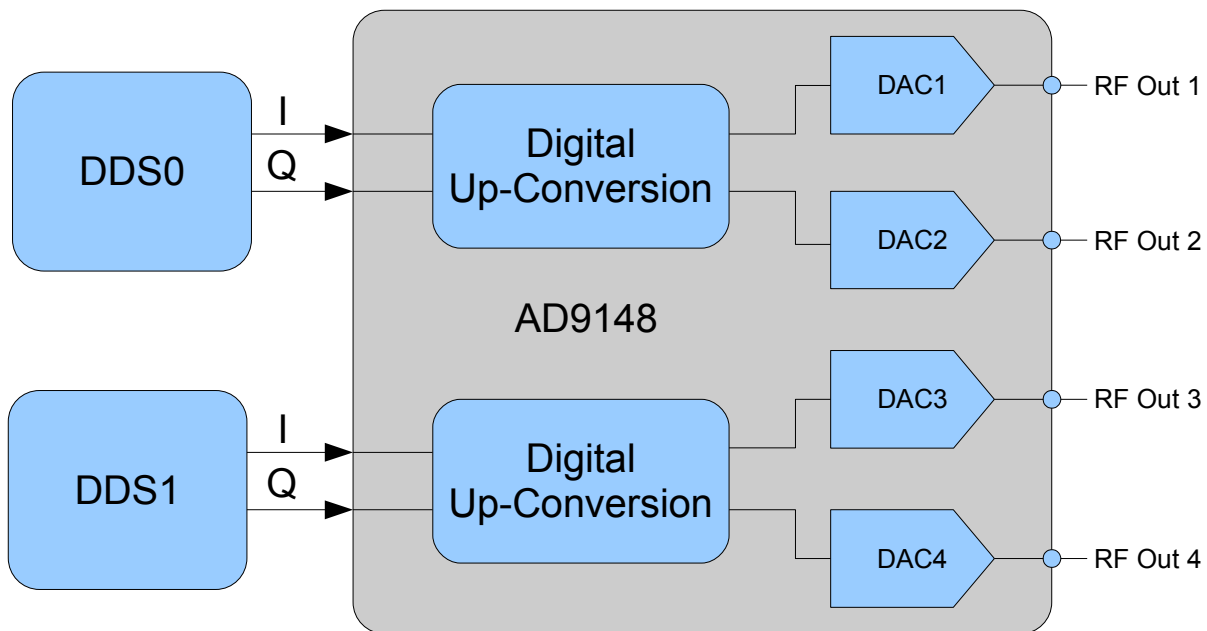 DDS0
I
Q
Digital
Up-Conversion
DAC1
RF Out 1
DAC2
RF Out 2
AD9148
DDS1
I
Q
Digital
Up-Conversion
DAC3
RF Out 3
DAC4
RF Out 4